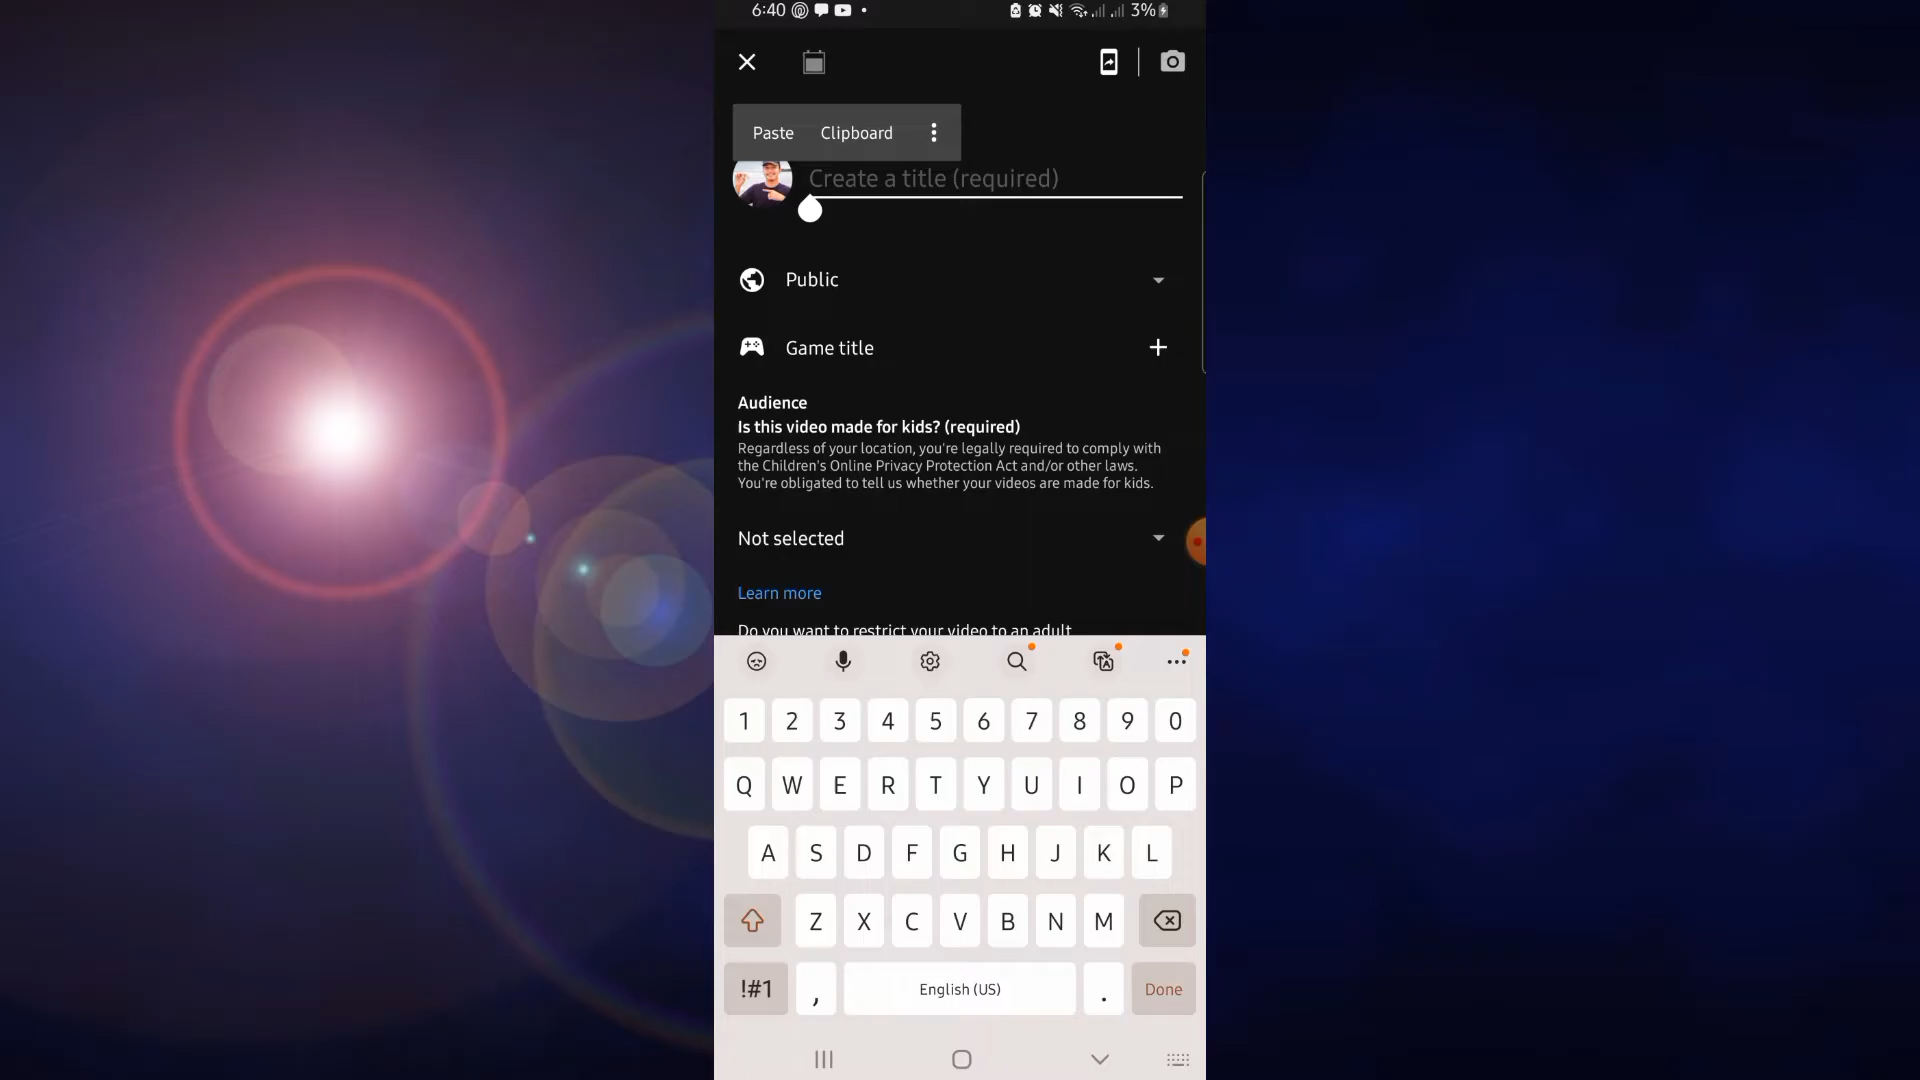 6:40
3%
Paste Clipboard
Create a title (required)
Public
Game title
Audience
Is this video made for kids? (required)
Regardless of your location, you're legally required to comply with
the Children's Online Privacy Protection Act and/or other laws.
You're obligated to tell us whether your videos are made for kids.
Not selected
Learn more
Do you want to restrict your video to an adult
1 2 3 4 5 6 7 8 9 0
Q W E R T Y U I O P
A S D F G H J K L
Z X C V B N M
!#1 , English (US) . Done